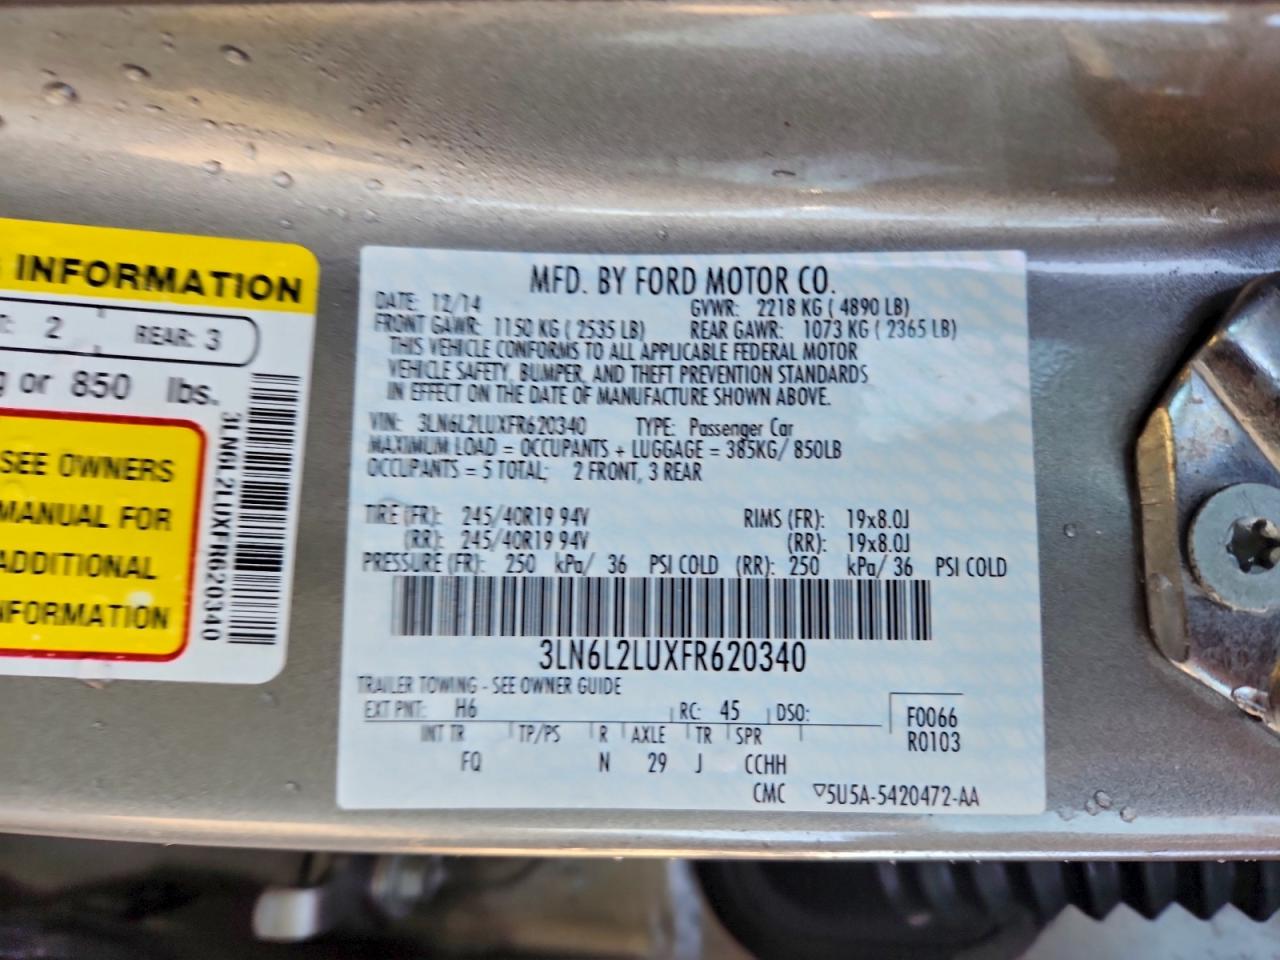 INFORMATION
2 REAR: 3
or 850 lbs.
SEE OWNERS
MANUAL FOR
ADDITIONAL
INFORMATION
3LN6L2LUXFR620340
MFD. BY FORD MOTOR CO.
DATE: 12/14 GVWR: 2218 KG ( 4890 LB)
FRONT GAWR: 1150 KG ( 2535 LB) REAR GAWR: 1073 KG ( 2365 LB)
THIS VEHICLE CONFORMS TO ALL APPLICABLE FEDERAL MOTOR
VEHICLE SAFETY, BUMPER, AND THEFT PREVENTION STANDARDS
IN EFFECT ON THE DATE OF MANUFACTURE SHOWN ABOVE.
VIN: 3LN6L2LUXFR620340 TYPE: Passenger Car
MAXIMUM LOAD = OCCUPANTS + LUGGAGE = 385KG/ 850LB
OCCUPANTS = 5 TOTAL; 2 FRONT, 3 REAR
TIRE (FR): 245/40R19 94V RIMS (FR): 19x8.0J
(RR): 245/40R19 94V (RR): 19x8.0J
PRESSURE (FR): 250 kPa/ 36 PSI COLD (RR): 250 kPa/ 36 PSI COLD
3LN6L2LUXFR620340
TRAILER TOWING - SEE OWNER GUIDE
EXT PNT: H6 RC: 45 DSO: F0066
R0103
INT TR TP/PS R AXLE TR SPR
FQ N 29 J CCHH
CMC ▽5U5A-5420472-AA